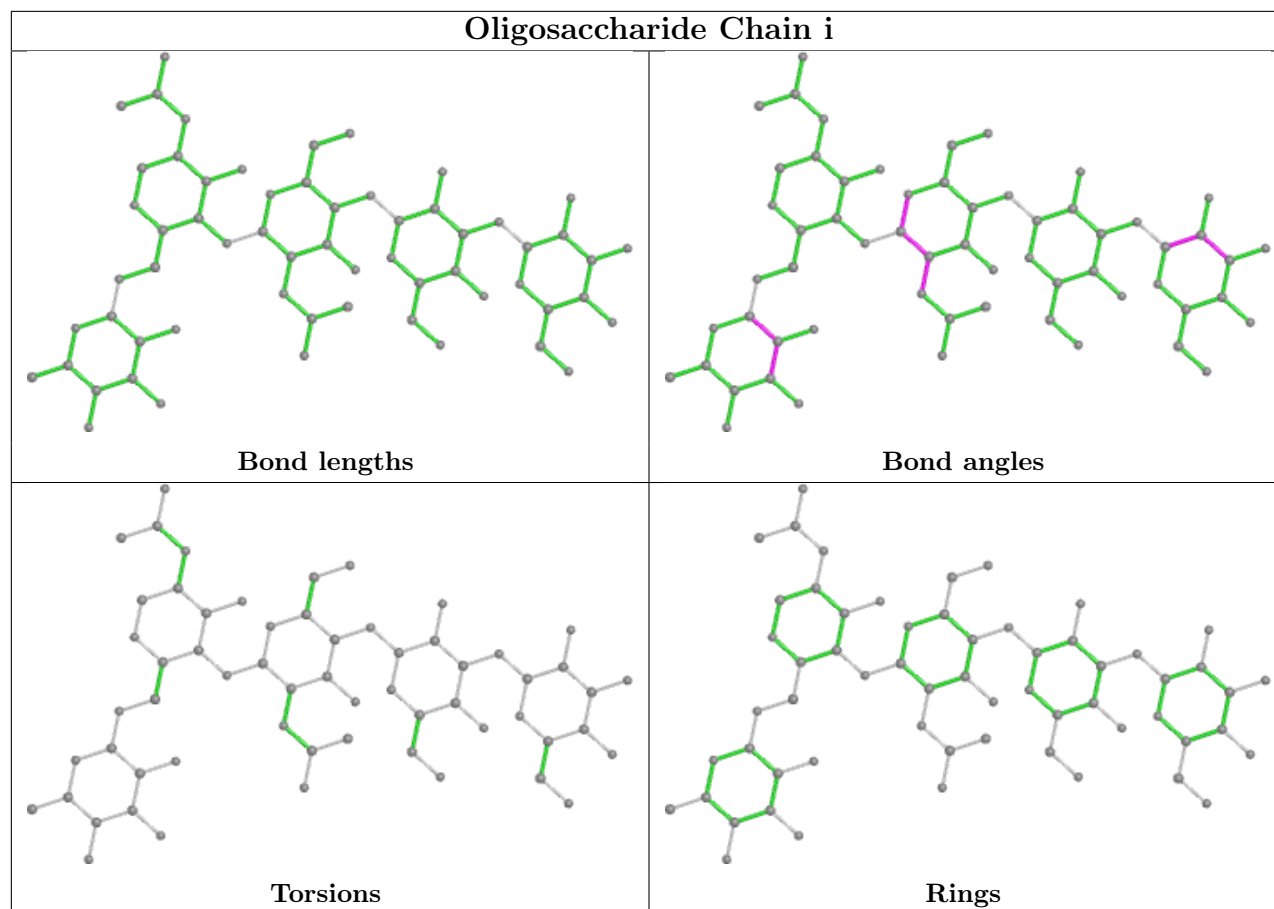 Oligosaccharide Chain i
Bond lengths
Bond angles
Torsions
Rings